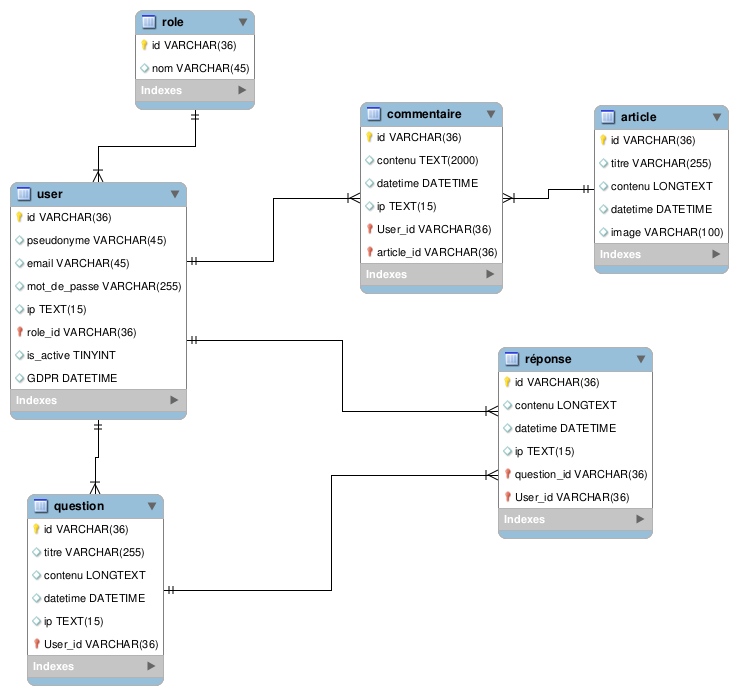 role
id VARCHAR(36)
nom VARCHAR(45)
Indexes
user
id VARCHAR(36)
pseudonyme VARCHAR(45)
email VARCHAR(45)
mot_de_passe VARCHAR(255)
ip TEXT(15)
role_id VARCHAR(36)
is_active TINYINT
GDPR DATETIME
Indexes
commentaire
id VARCHAR(36)
contenu TEXT(2000)
datetime DATETIME
ip TEXT(15)
User_id VARCHAR(36)
article_id VARCHAR(36)
Indexes
article
id VARCHAR(36)
titre VARCHAR(255)
contenu LONGTEXT
datetime DATETIME
image VARCHAR(100)
Indexes
réponse
id VARCHAR(36)
contenu LONGTEXT
datetime DATETIME
ip TEXT(15)
question_id VARCHAR(36)
User_id VARCHAR(36)
Indexes
question
id VARCHAR(36)
titre VARCHAR(255)
contenu LONGTEXT
datetime DATETIME
ip TEXT(15)
User_id VARCHAR(36)
Indexes